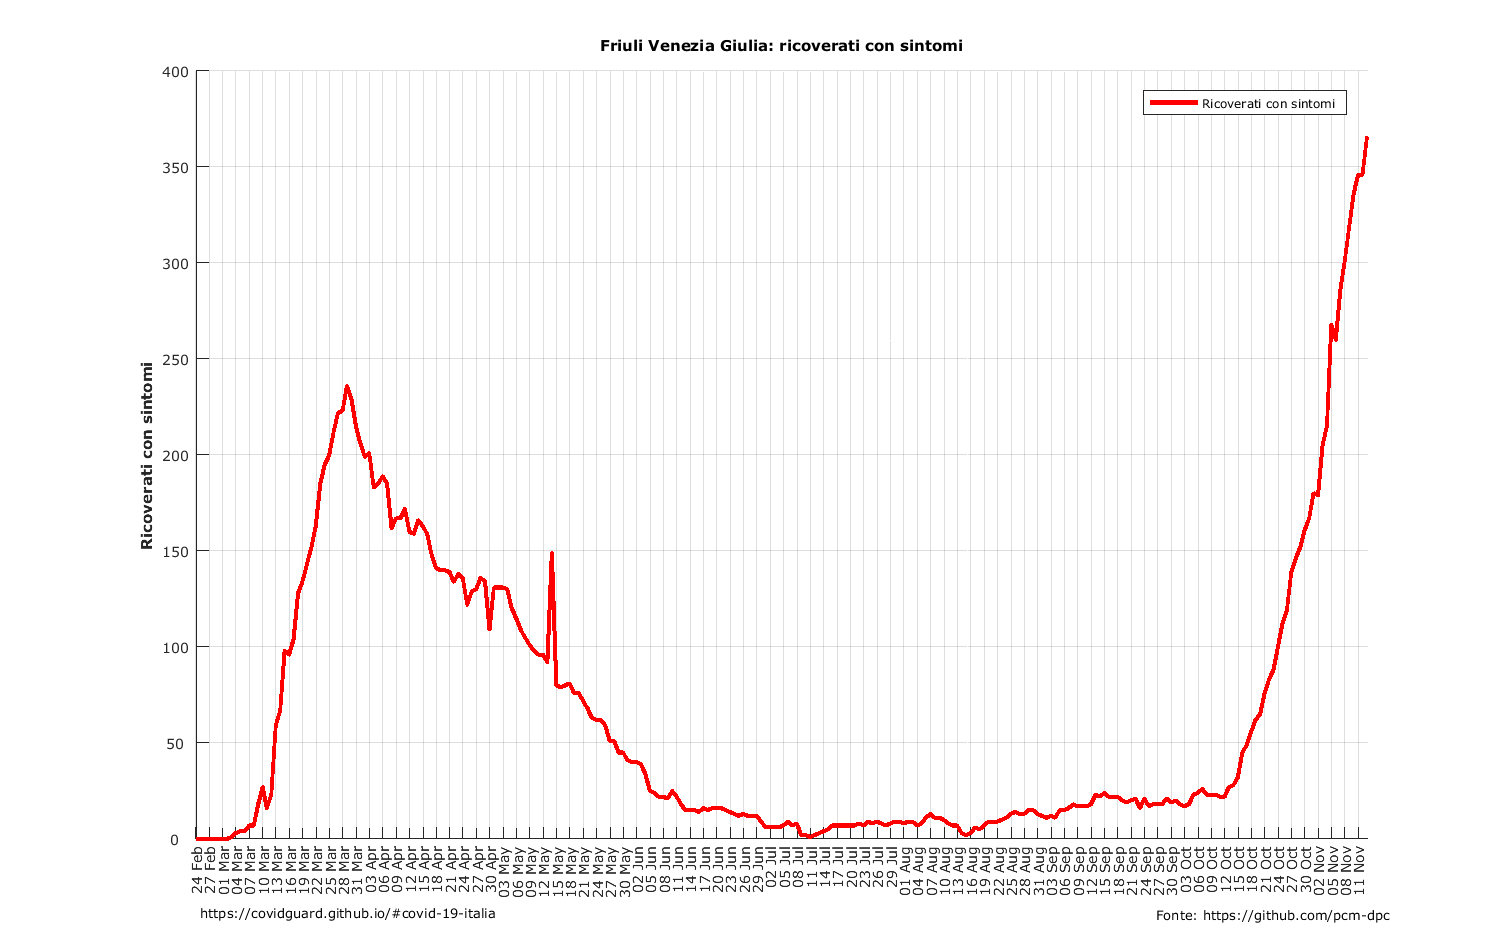 Friuli Venezia Giulia: ricoverati con sintomi
Ricoverati con sintomi
Ricoverati con sintomi
400
350
300
250
200
150
100
50
0
24 Feb
27 Feb
01 Mar
04 Mar
07 Mar
10 Mar
13 Mar
16 Mar
19 Mar
22 Mar
25 Mar
28 Mar
31 Mar
03 Apr
06 Apr
09 Apr
12 Apr
15 Apr
18 Apr
21 Apr
24 Apr
27 Apr
30 Apr
03 May
06 May
09 May
12 May
15 May
18 May
21 May
24 May
27 May
30 May
02 Jun
05 Jun
08 Jun
11 Jun
14 Jun
17 Jun
20 Jun
23 Jun
26 Jun
29 Jun
02 Jul
05 Jul
08 Jul
11 Jul
14 Jul
17 Jul
20 Jul
23 Jul
26 Jul
29 Jul
01 Aug
04 Aug
07 Aug
10 Aug
13 Aug
16 Aug
19 Aug
22 Aug
25 Aug
28 Aug
31 Aug
03 Sep
06 Sep
09 Sep
12 Sep
15 Sep
18 Sep
21 Sep
24 Sep
27 Sep
30 Sep
03 Oct
06 Oct
09 Oct
12 Oct
15 Oct
18 Oct
21 Oct
24 Oct
27 Oct
30 Oct
02 Nov
05 Nov
08 Nov
11 Nov
https://covidguard.github.io/#covid-19-italia
Fonte: https://github.com/pcm-dpc